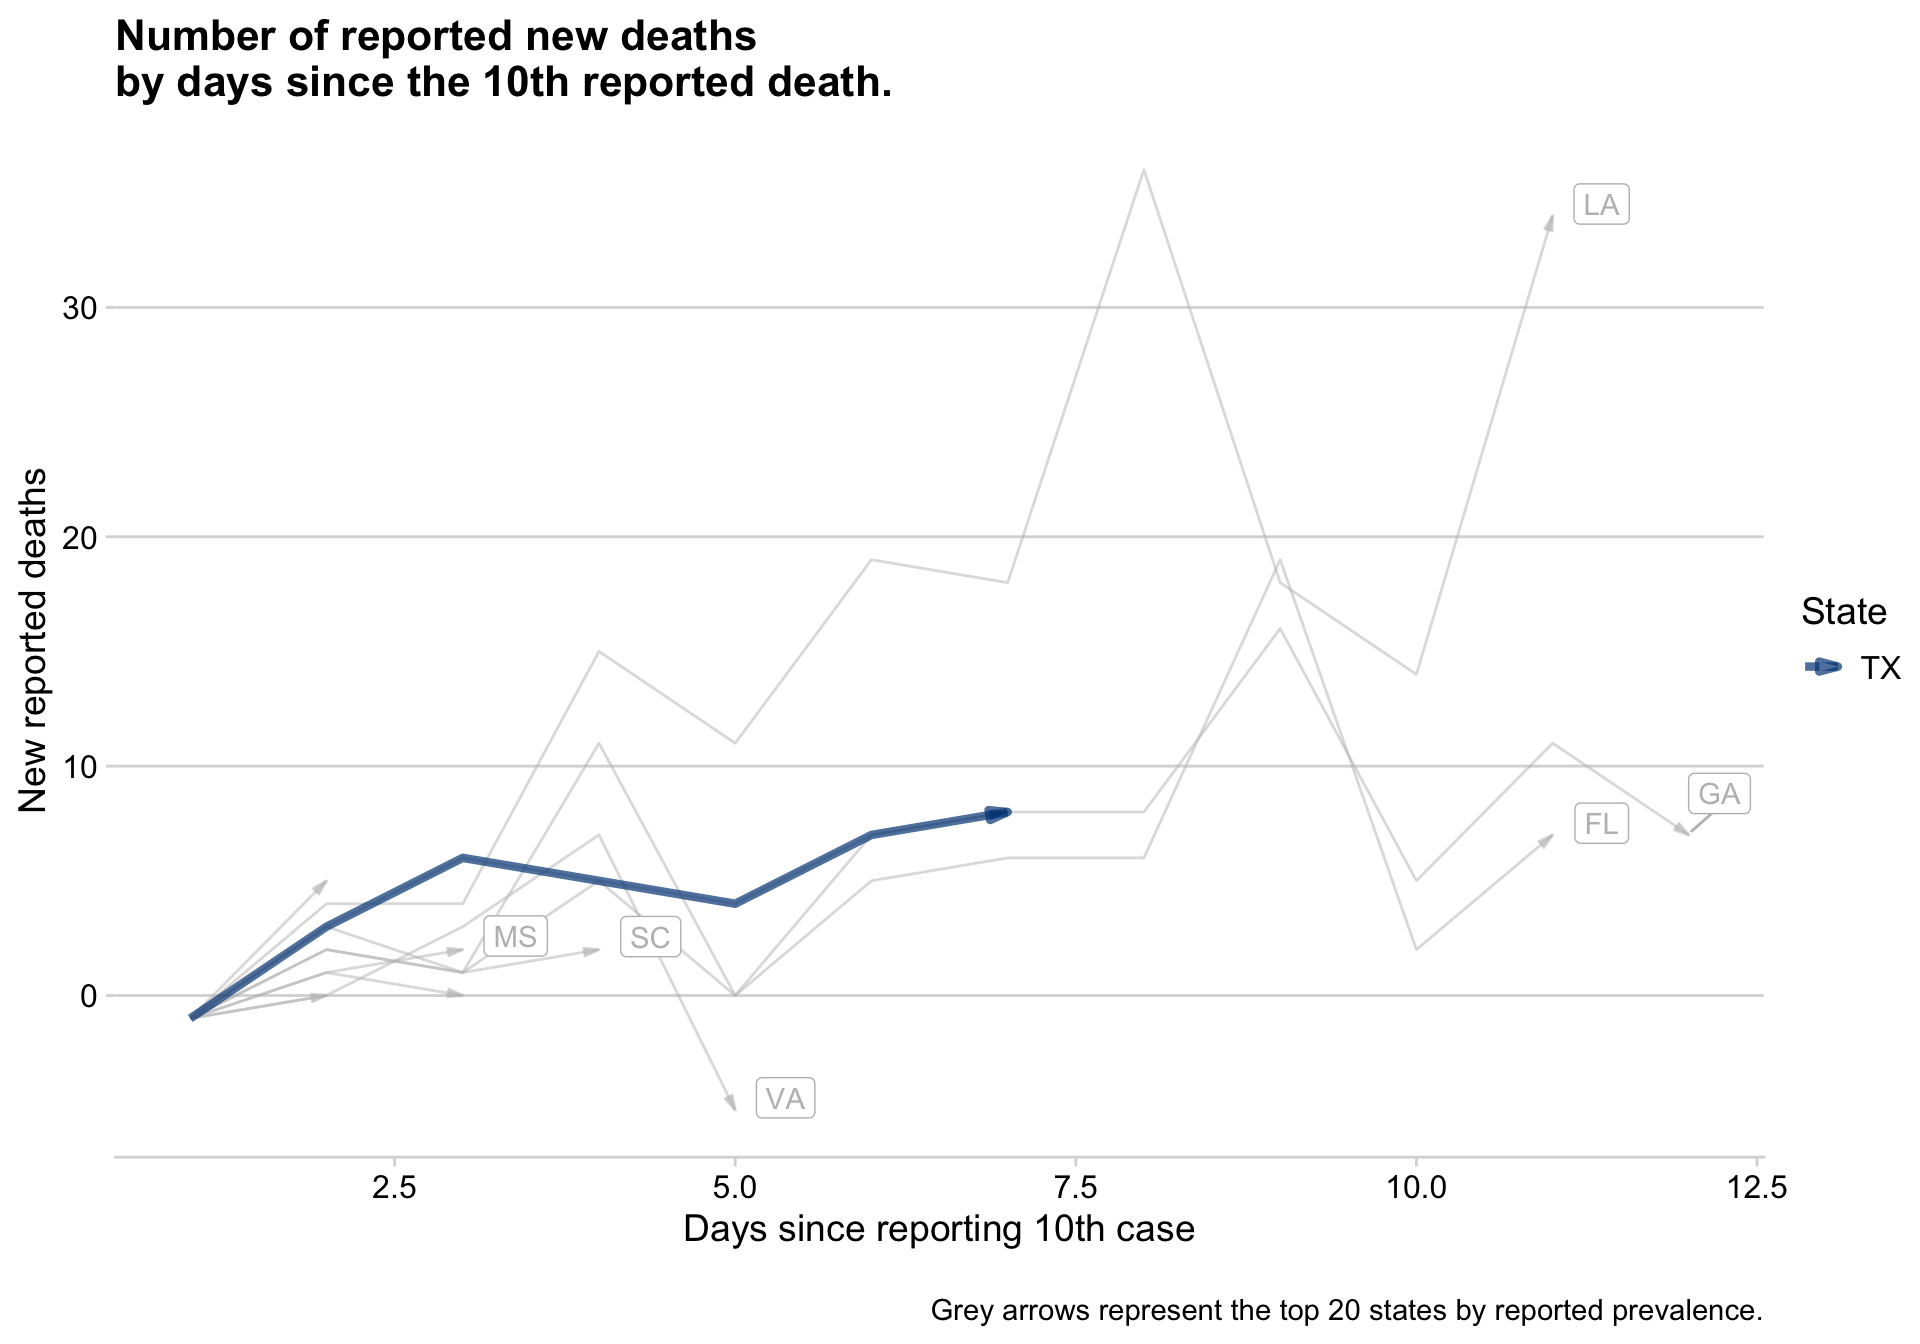 Number of reported new deaths
by days since the 10th reported death.
LA
30
20
10
0
New reported deaths
State
TX
GA
FL
MS
SC
VA
2.5
5.0
7.5
10.0
12.5
Days since reporting 10th case
Grey arrows represent the top 20 states by reported prevalence.